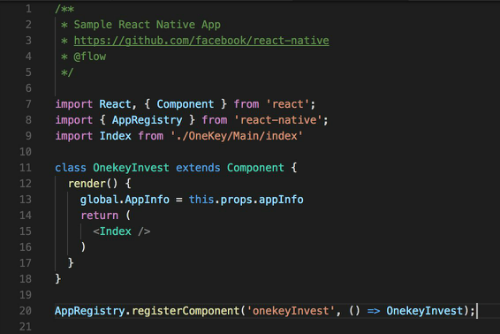 1 /**
2  * Sample React Native App
3  * https://github.com/facebook/react-native
4  * @flow
5  */
6
7 import React, { Component } from 'react';
8 import { AppRegistry } from 'react-native';
9 import Index from './OneKey/Main/index'
10
11 class OnekeyInvest extends Component {
12   render() {
13     global.AppInfo = this.props.appInfo
14     return (
15       <Index />
16     )
17   }
18 }
19
20 AppRegistry.registerComponent('onekeyInvest', () => OnekeyInvest);
21